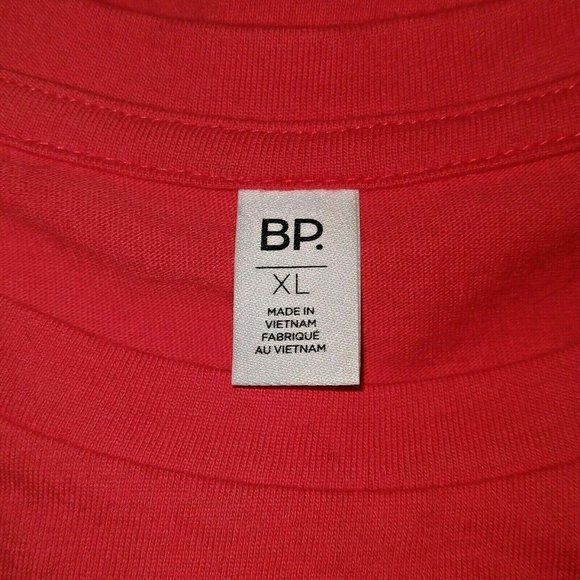 BP.
XL
MADE IN
VIETNAM
FABRIQUÉ
AU VIETNAM